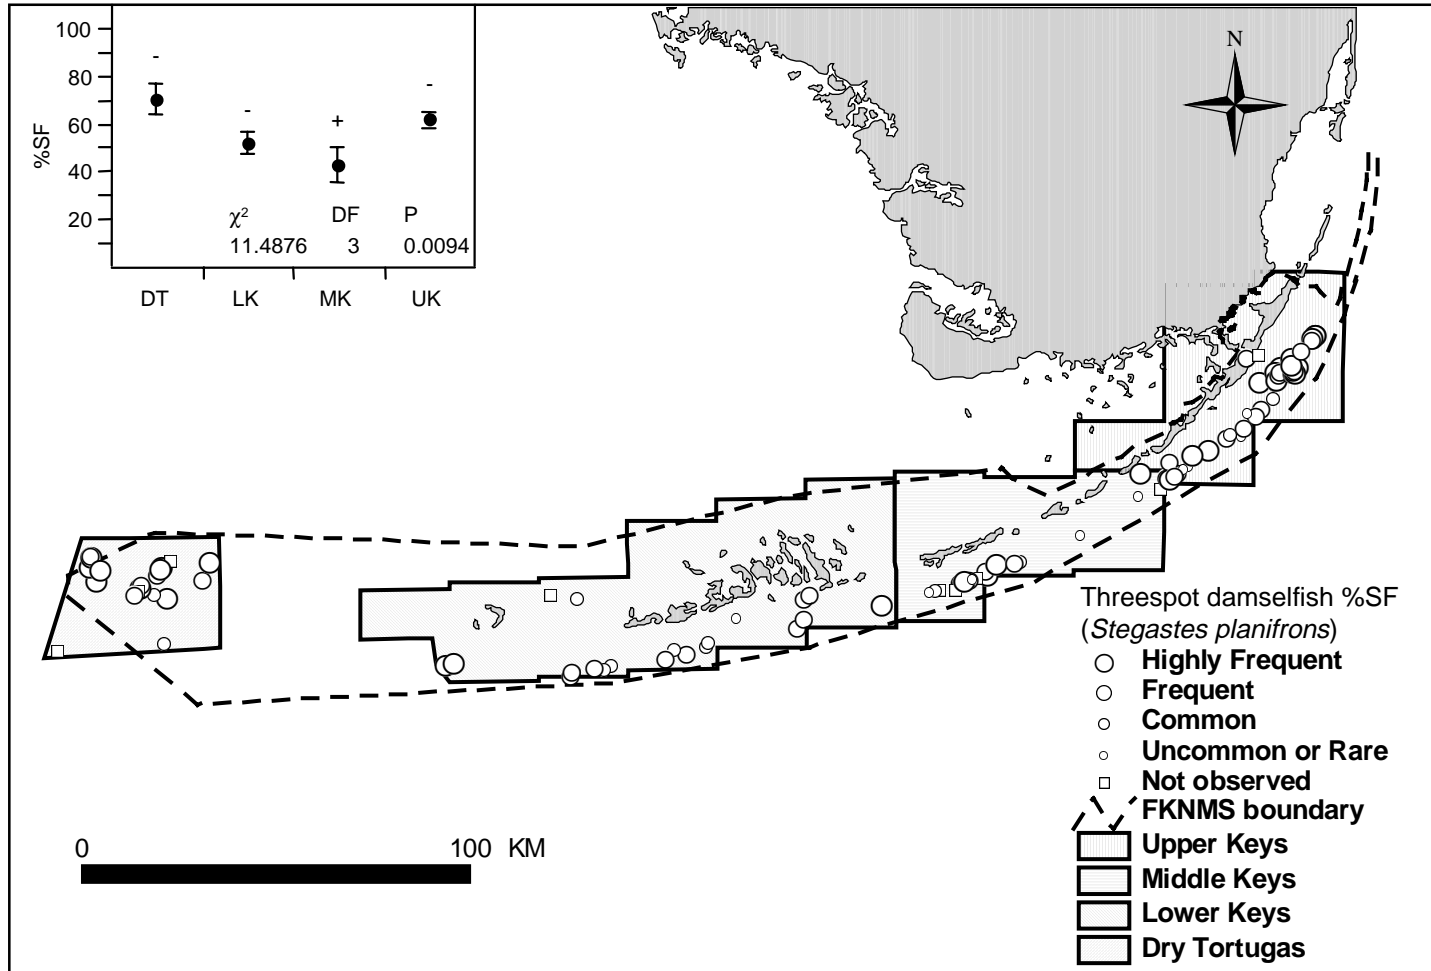 100
80
60
40
20
%SF
-
-
+
-
χ² DF P
11.4876 3 0.0094
DT LK MK UK
N
Threespot damselfish %SF
(Stegastes planifrons)
Highly Frequent
Frequent
Common
Uncommon or Rare
Not observed
FKNMS boundary
Upper Keys
Middle Keys
Lower Keys
Dry Tortugas
0 100 KM